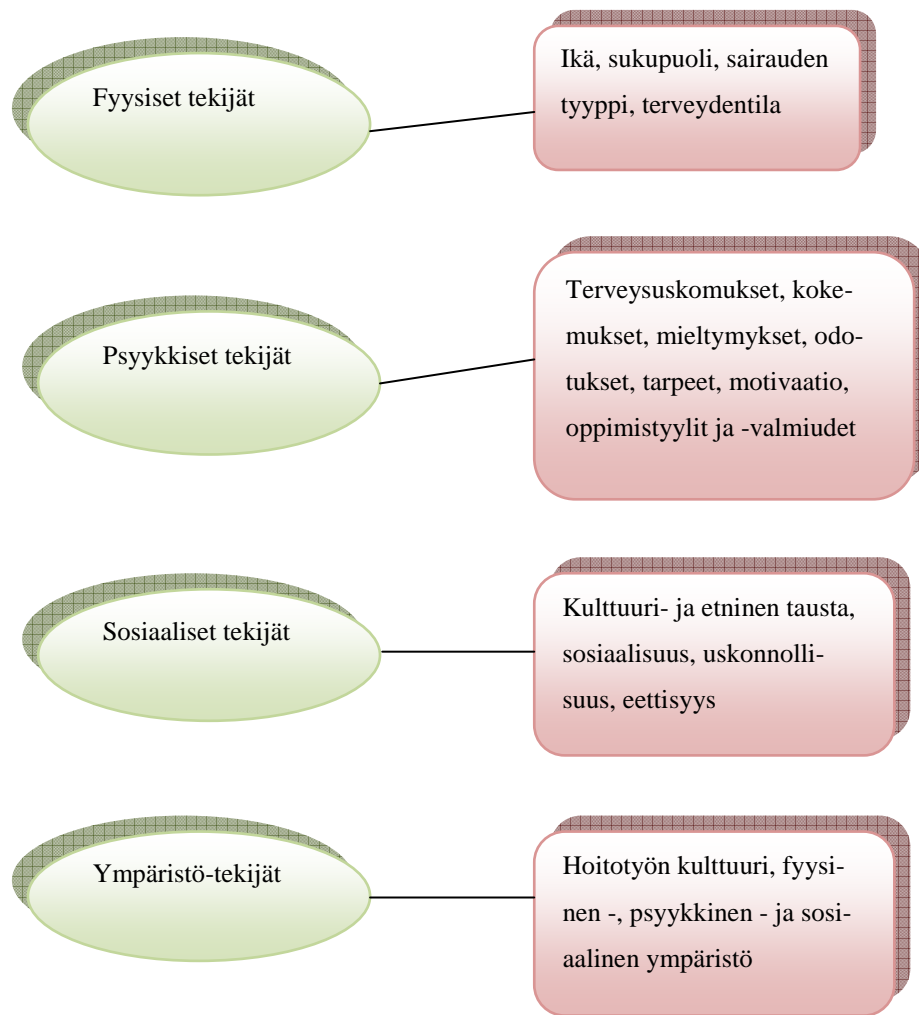 Fyysiset tekijät
Ikä, sukupuoli, sairauden
tyyppi, terveydentila
Psyykkiset tekijät
Terveysuskomukset, koke-
mukset, mieltymykset, odo-
tukset, tarpeet, motivaatio,
oppimistyylit ja -valmiudet
Sosiaaliset tekijät
Kulttuuri- ja etninen tausta,
sosiaalisuus, uskonnolli-
suus, eettisyys
Ympäristö-tekijät
Hoitotyön kulttuuri, fyysi-
nen -, psyykkinen - ja sosi-
aalinen ympäristö